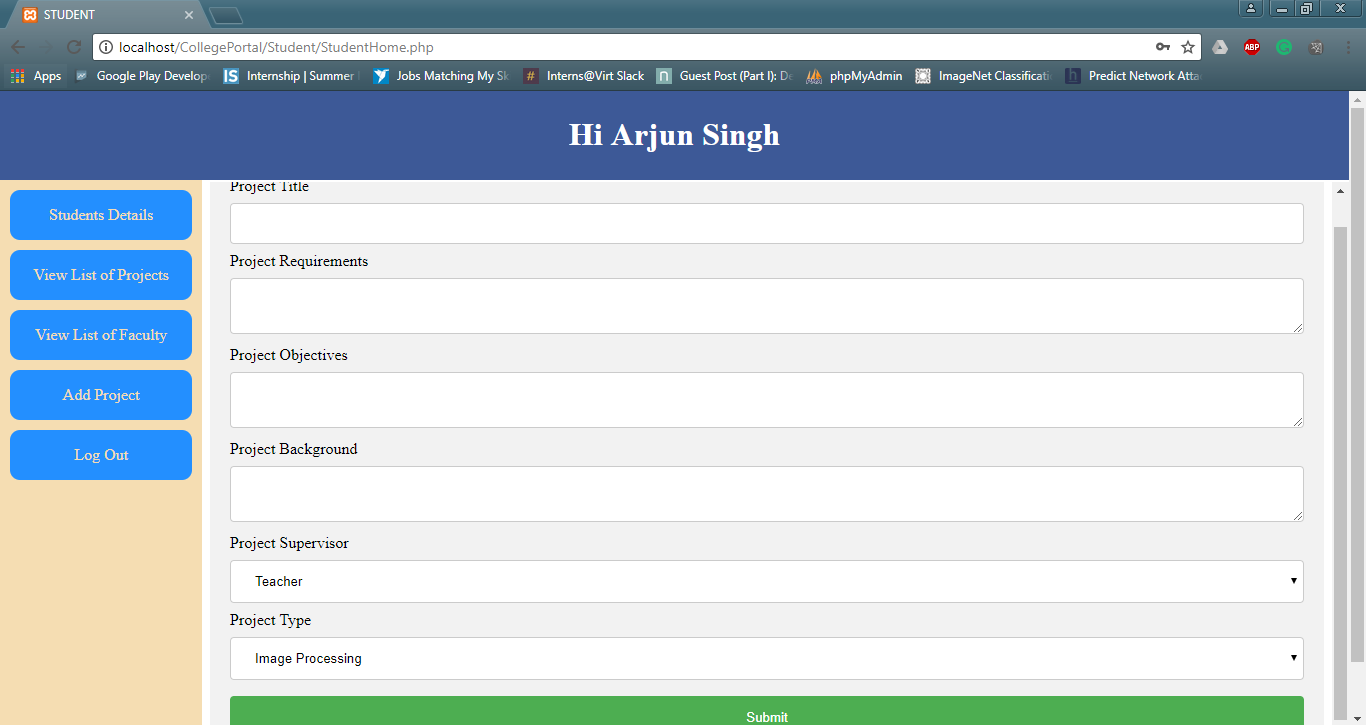 STUDENT
localhost/CollegePortal/Student/StudentHome.php
Apps Google Play Develop Internship | Summer Jobs Matching My Sk Interns@Virt Slack Guest Post (Part I): De phpMyAdmin ImageNet Classificati Predict Network Atta
ABP
Hi Arjun Singh
Students Details
View List of Projects
View List of Faculty
Add Project
Log Out
Project Title
Project Requirements
Project Objectives
Project Background
Project Supervisor
Teacher
Project Type
Image Processing
Submit